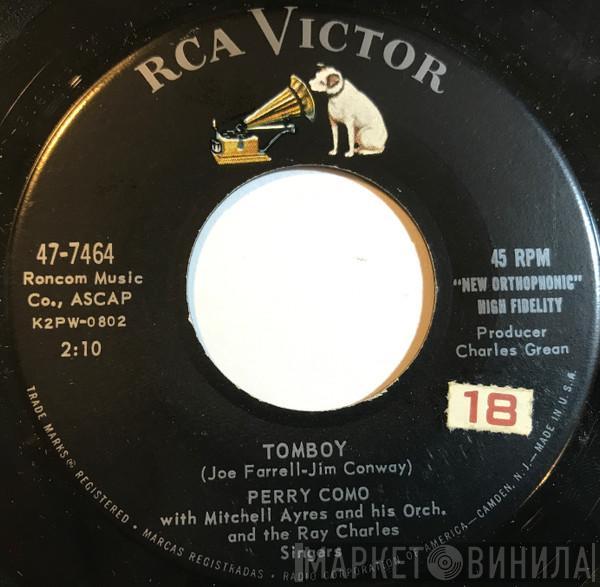 RCA VICTOR
47-7464
Roncom Music
Co., ASCAP
K2PW-0802
2:10
45 RPM
"NEW ORTHOPHONIC"
HIGH FIDELITY
Producer
Charles Grean
18
TOMBOY
(Joe Farrell-Jim Conway)
PERRY COMO
with Mitchell Ayres and his Orch.
and the Ray Charles
Singers
TRADE MARKS ® REGISTERED • MARCAS REGISTRADAS • RADIO CORPORATION OF AMERICA—CAMDEN, N.J.—MADE IN U.S.A.
МАРКЕТ ВИНИЛА